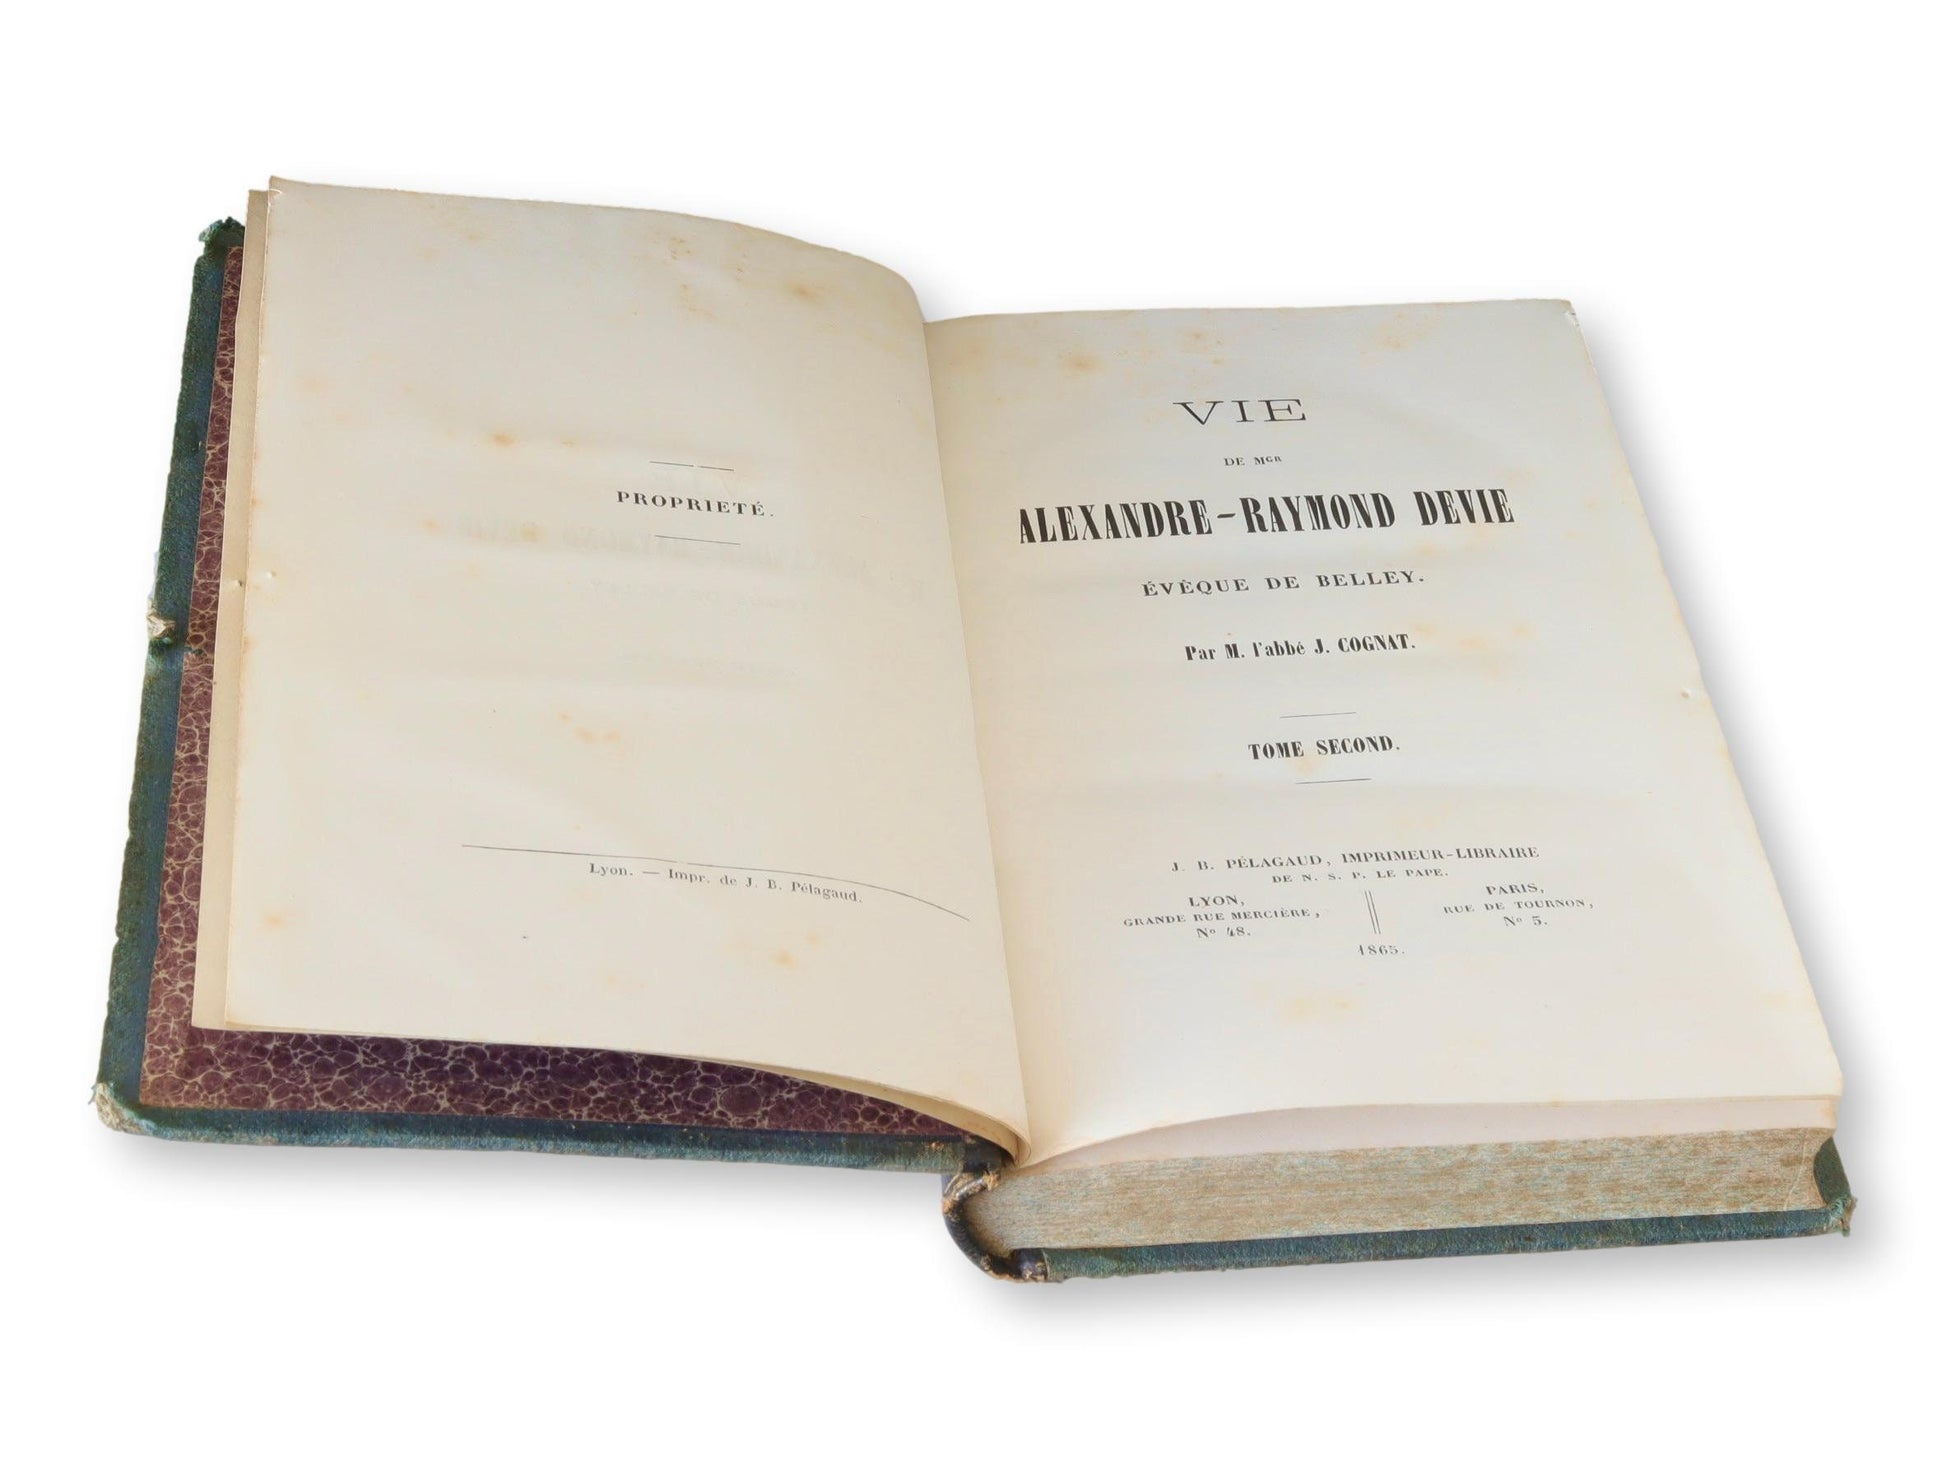 PROPRIETÉ.
Lyon. — Impr. de J. B. Pélagaud.
VIE
DE MGR
ALEXANDRE-RAYMOND DEVIE
ÉVÈQUE DE BELLEY.
Par M. l'abbé J. COGNAT.
TOME SECOND.
J. B. PÉLAGAUD, IMPRIMEUR-LIBRAIRE
DE N. S. P. LE PAPE.
LYON,
GRANDE RUE MERCIÈRE,
No 48.
PARIS,
RUE DE TOURNON,
No 5.
1865.